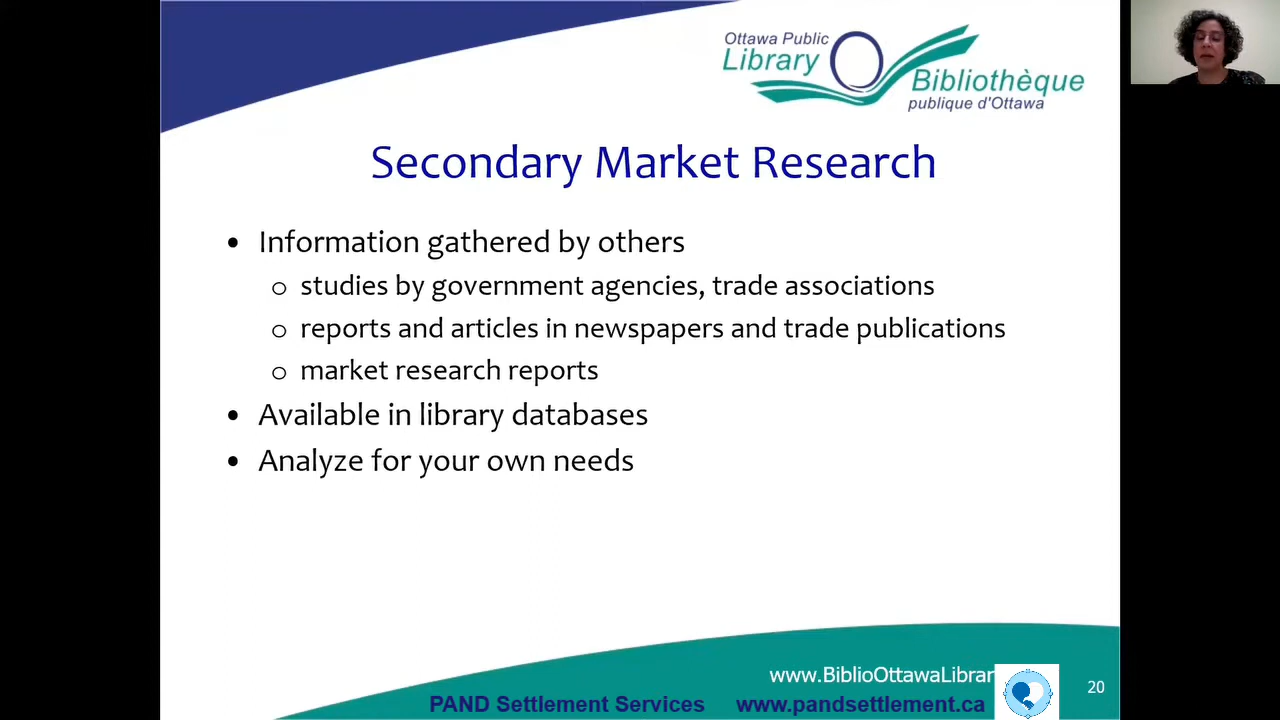 Ottawa Public
Library
Bibliothèque
publique d'Ottawa
Secondary Market Research
• Information gathered by others
o studies by government agencies, trade associations
o reports and articles in newspapers and trade publications
o market research reports
• Available in library databases
• Analyze for your own needs
www.BiblioOttawaLibrar
20
PAND Settlement Services www.pandsettlement.ca